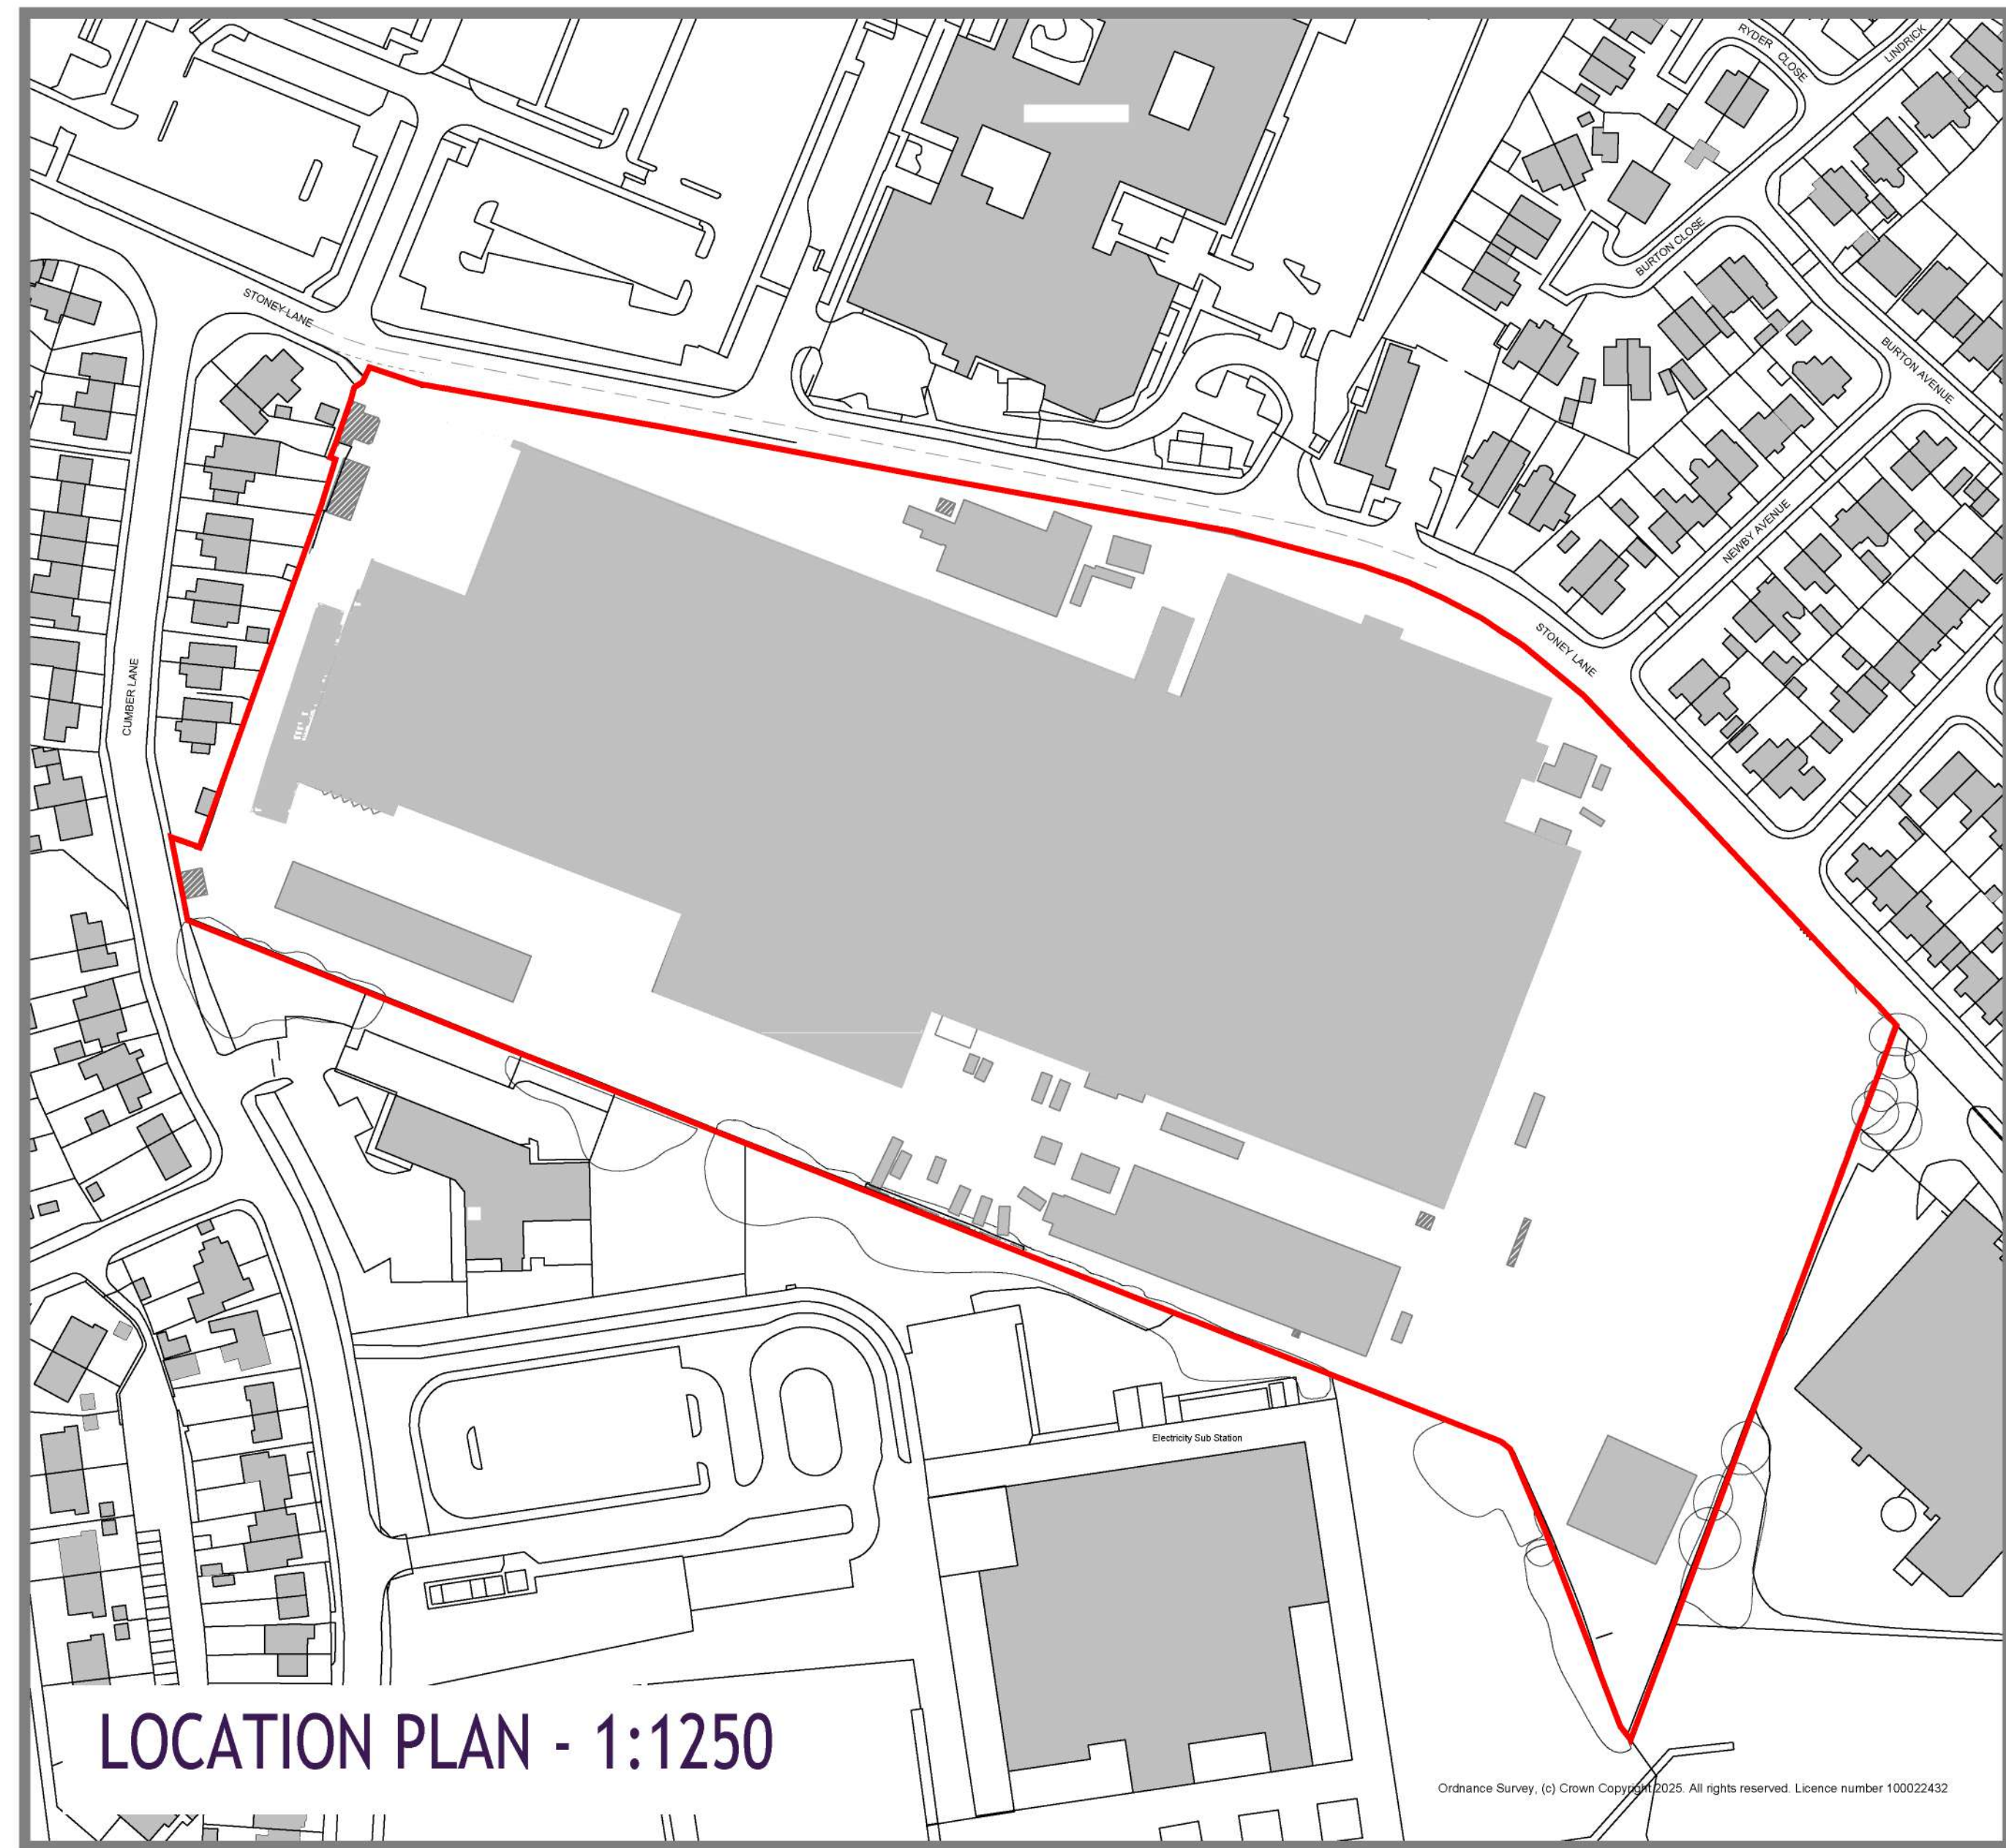 RYDER CLOSE
LINDRICK
BURTON CLOSE
STONEY LANE
BURTON AVENUE
NEWBY AVENUE
STONEY LANE
CUMBER LANE
Electricity Sub Station
LOCATION PLAN - 1:1250
Ordnance Survey, (c) Crown Copyright 2025. All rights reserved. Licence number 100022432